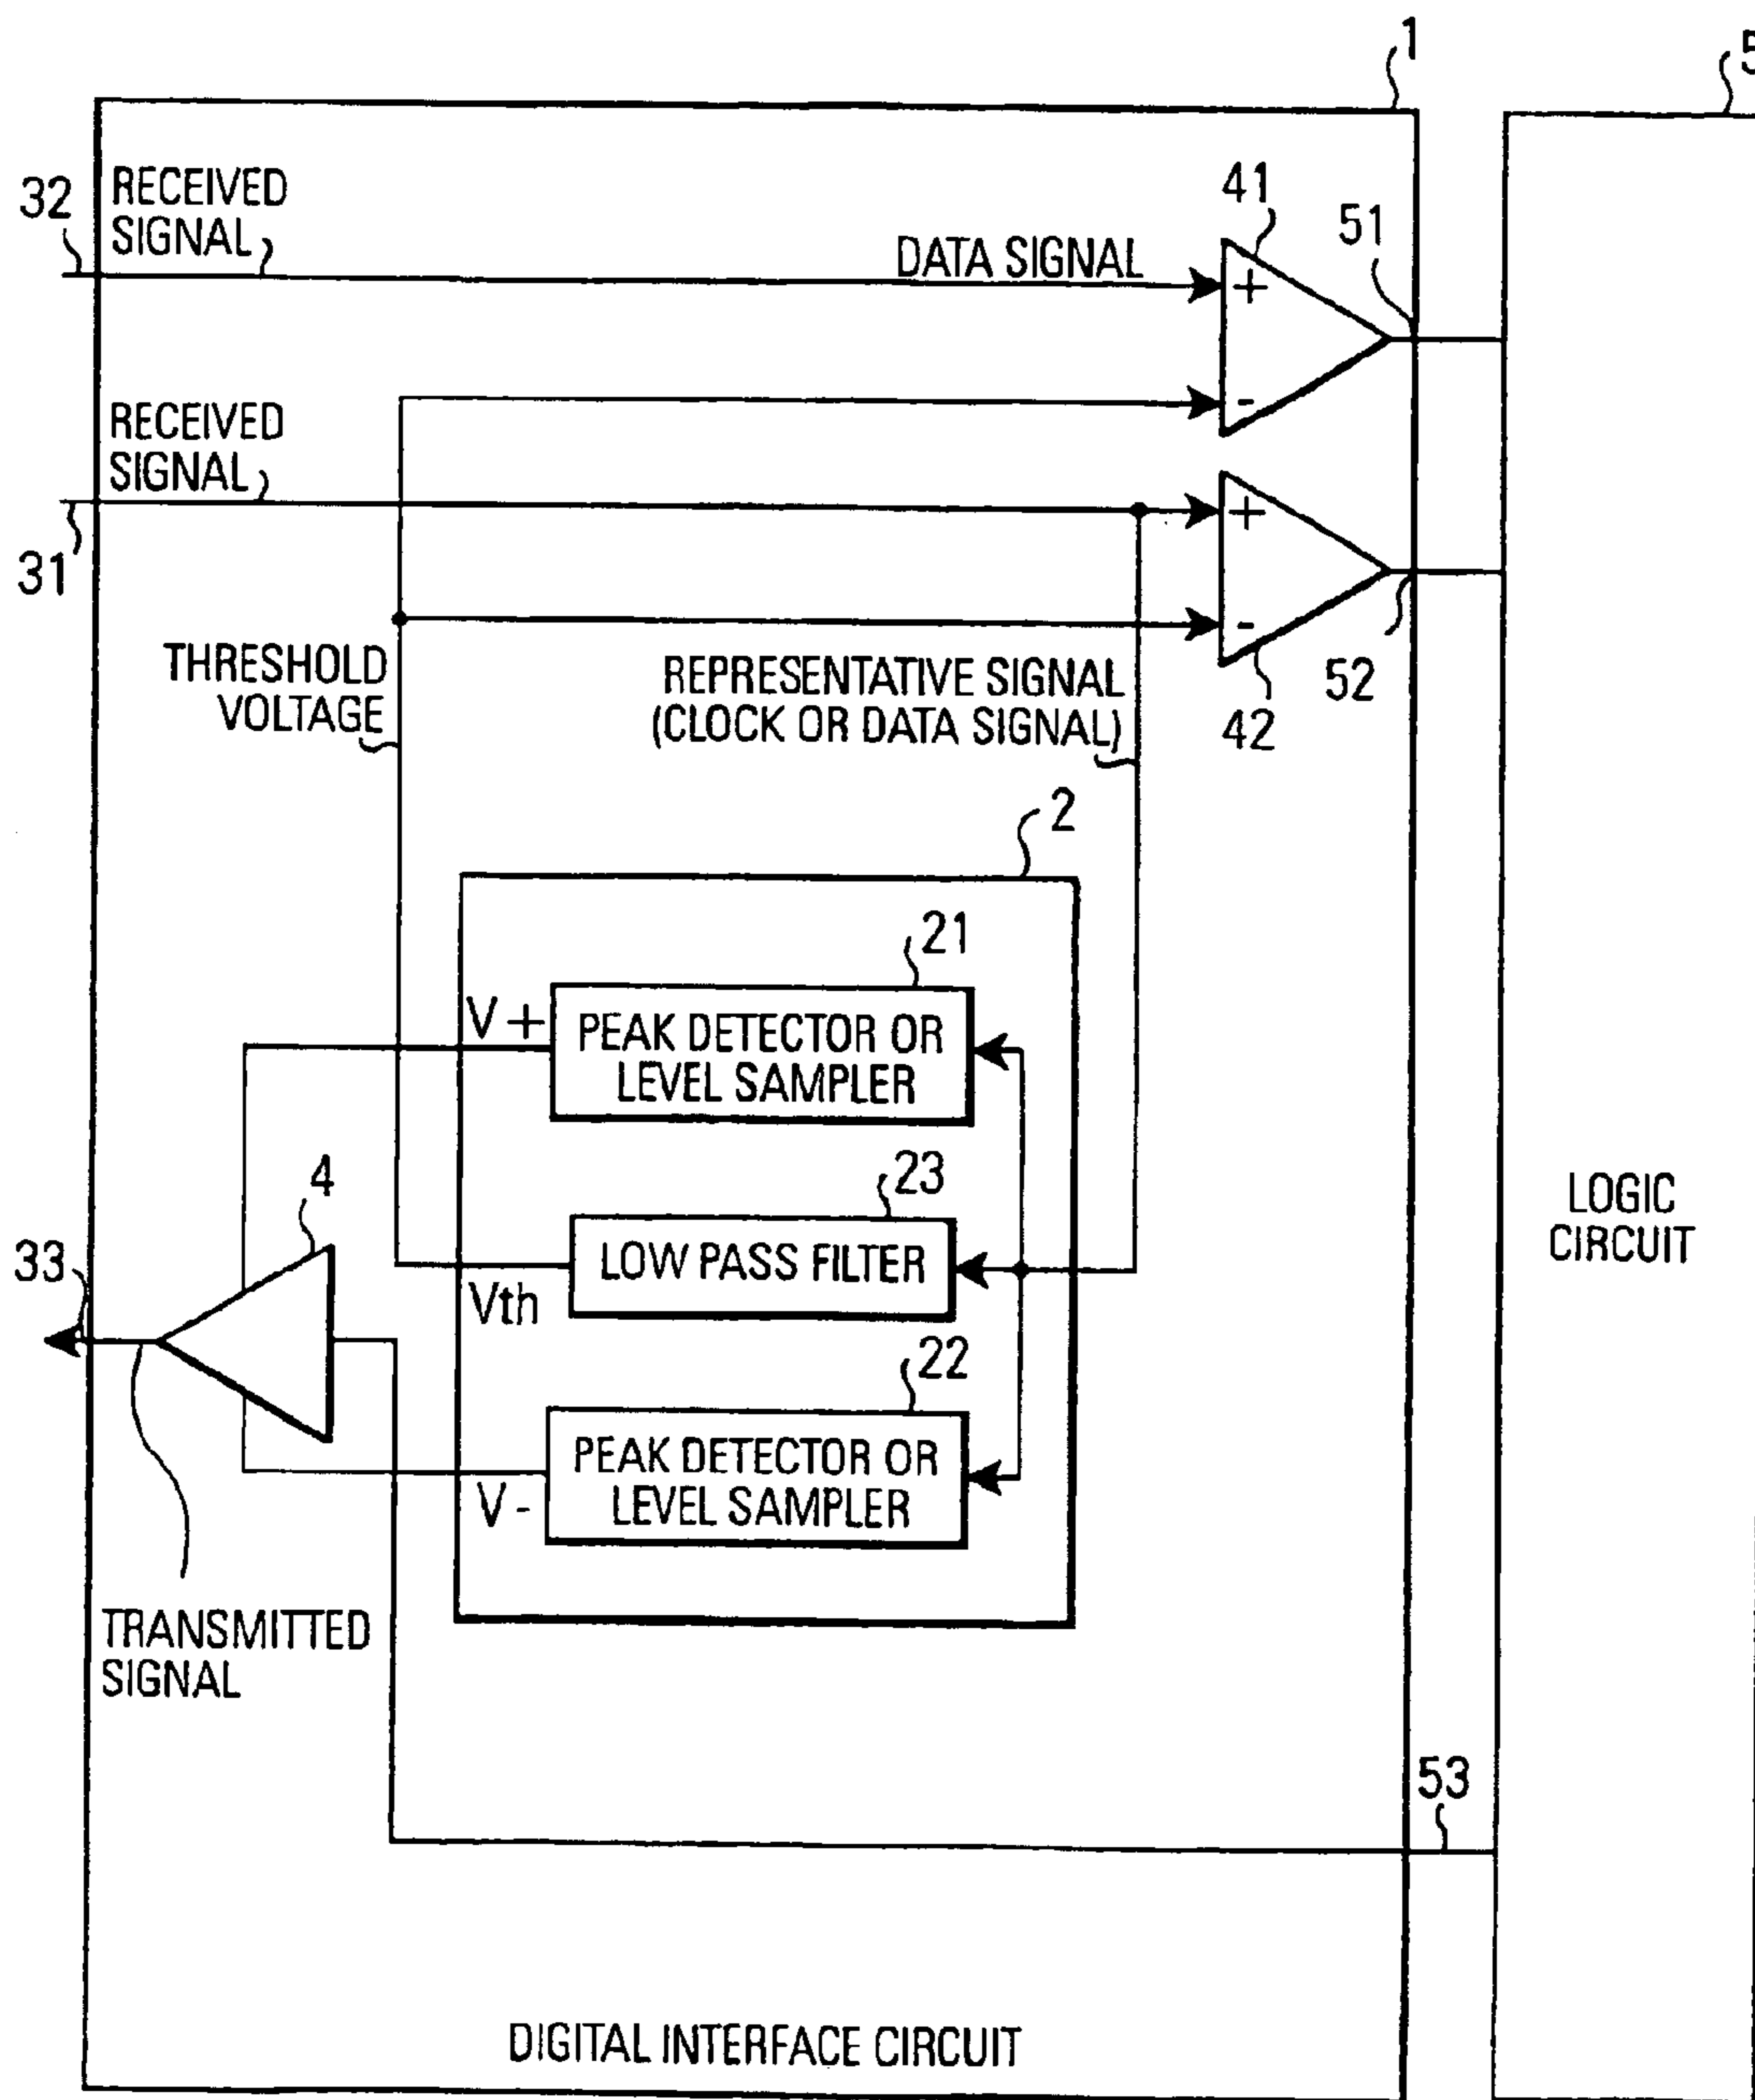 1
5
32
RECEIVED
SIGNAL
DATA SIGNAL
41
51
+
-
RECEIVED
SIGNAL
31
+
-
THRESHOLD
VOLTAGE
REPRESENTATIVE SIGNAL
(CLOCK OR DATA SIGNAL)
42
52
2
21
V+
PEAK DETECTOR OR
LEVEL SAMPLER
4
23
33
LOW PASS FILTER
Vth
LOGIC
CIRCUIT
22
PEAK DETECTOR OR
LEVEL SAMPLER
V-
TRANSMITTED
SIGNAL
53
DIGITAL INTERFACE CIRCUIT